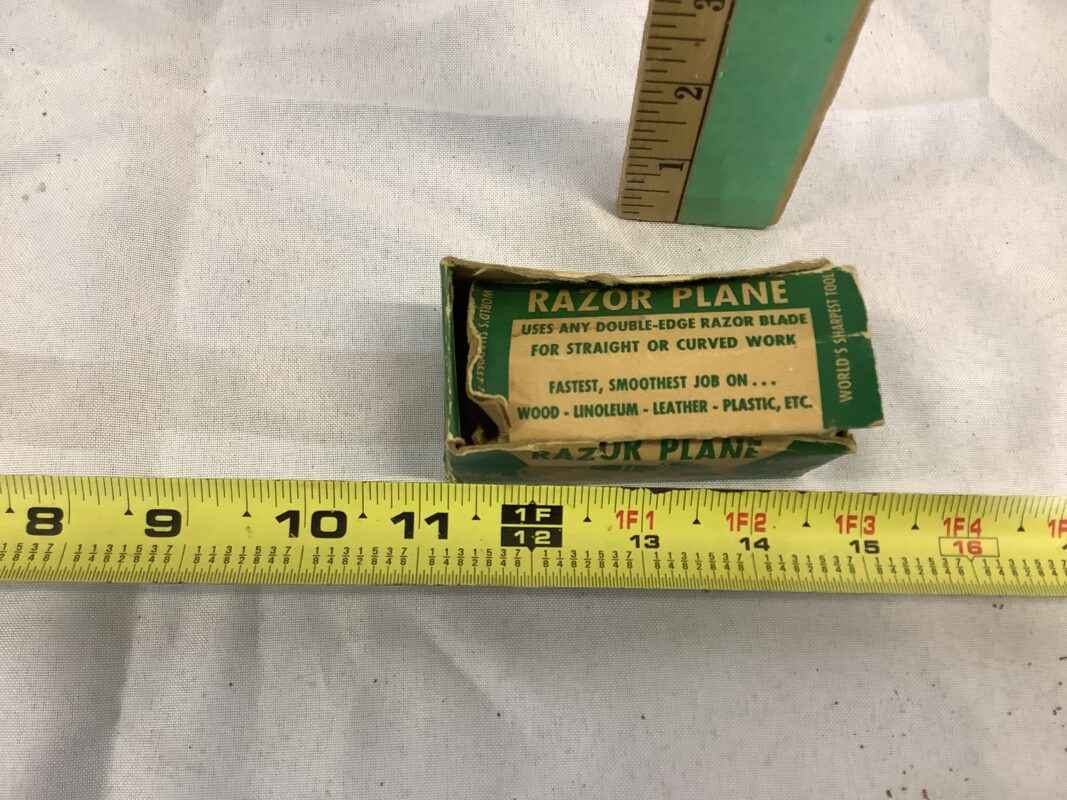 3
2
1
RAZOR PLANE
USES ANY DOUBLE-EDGE RAZOR BLADE
FOR STRAIGHT OR CURVED WORK
FASTEST, SMOOTHEST JOB ON...
WOOD - LINOLEUM - LEATHER - PLASTIC, ETC.
WORLD'S
WORLD'S SHARPEST TOOL
RAZOR PLANE
8 9 10 11 1F 1F1 1F2 1F3 1F4
12 13 14 15 16